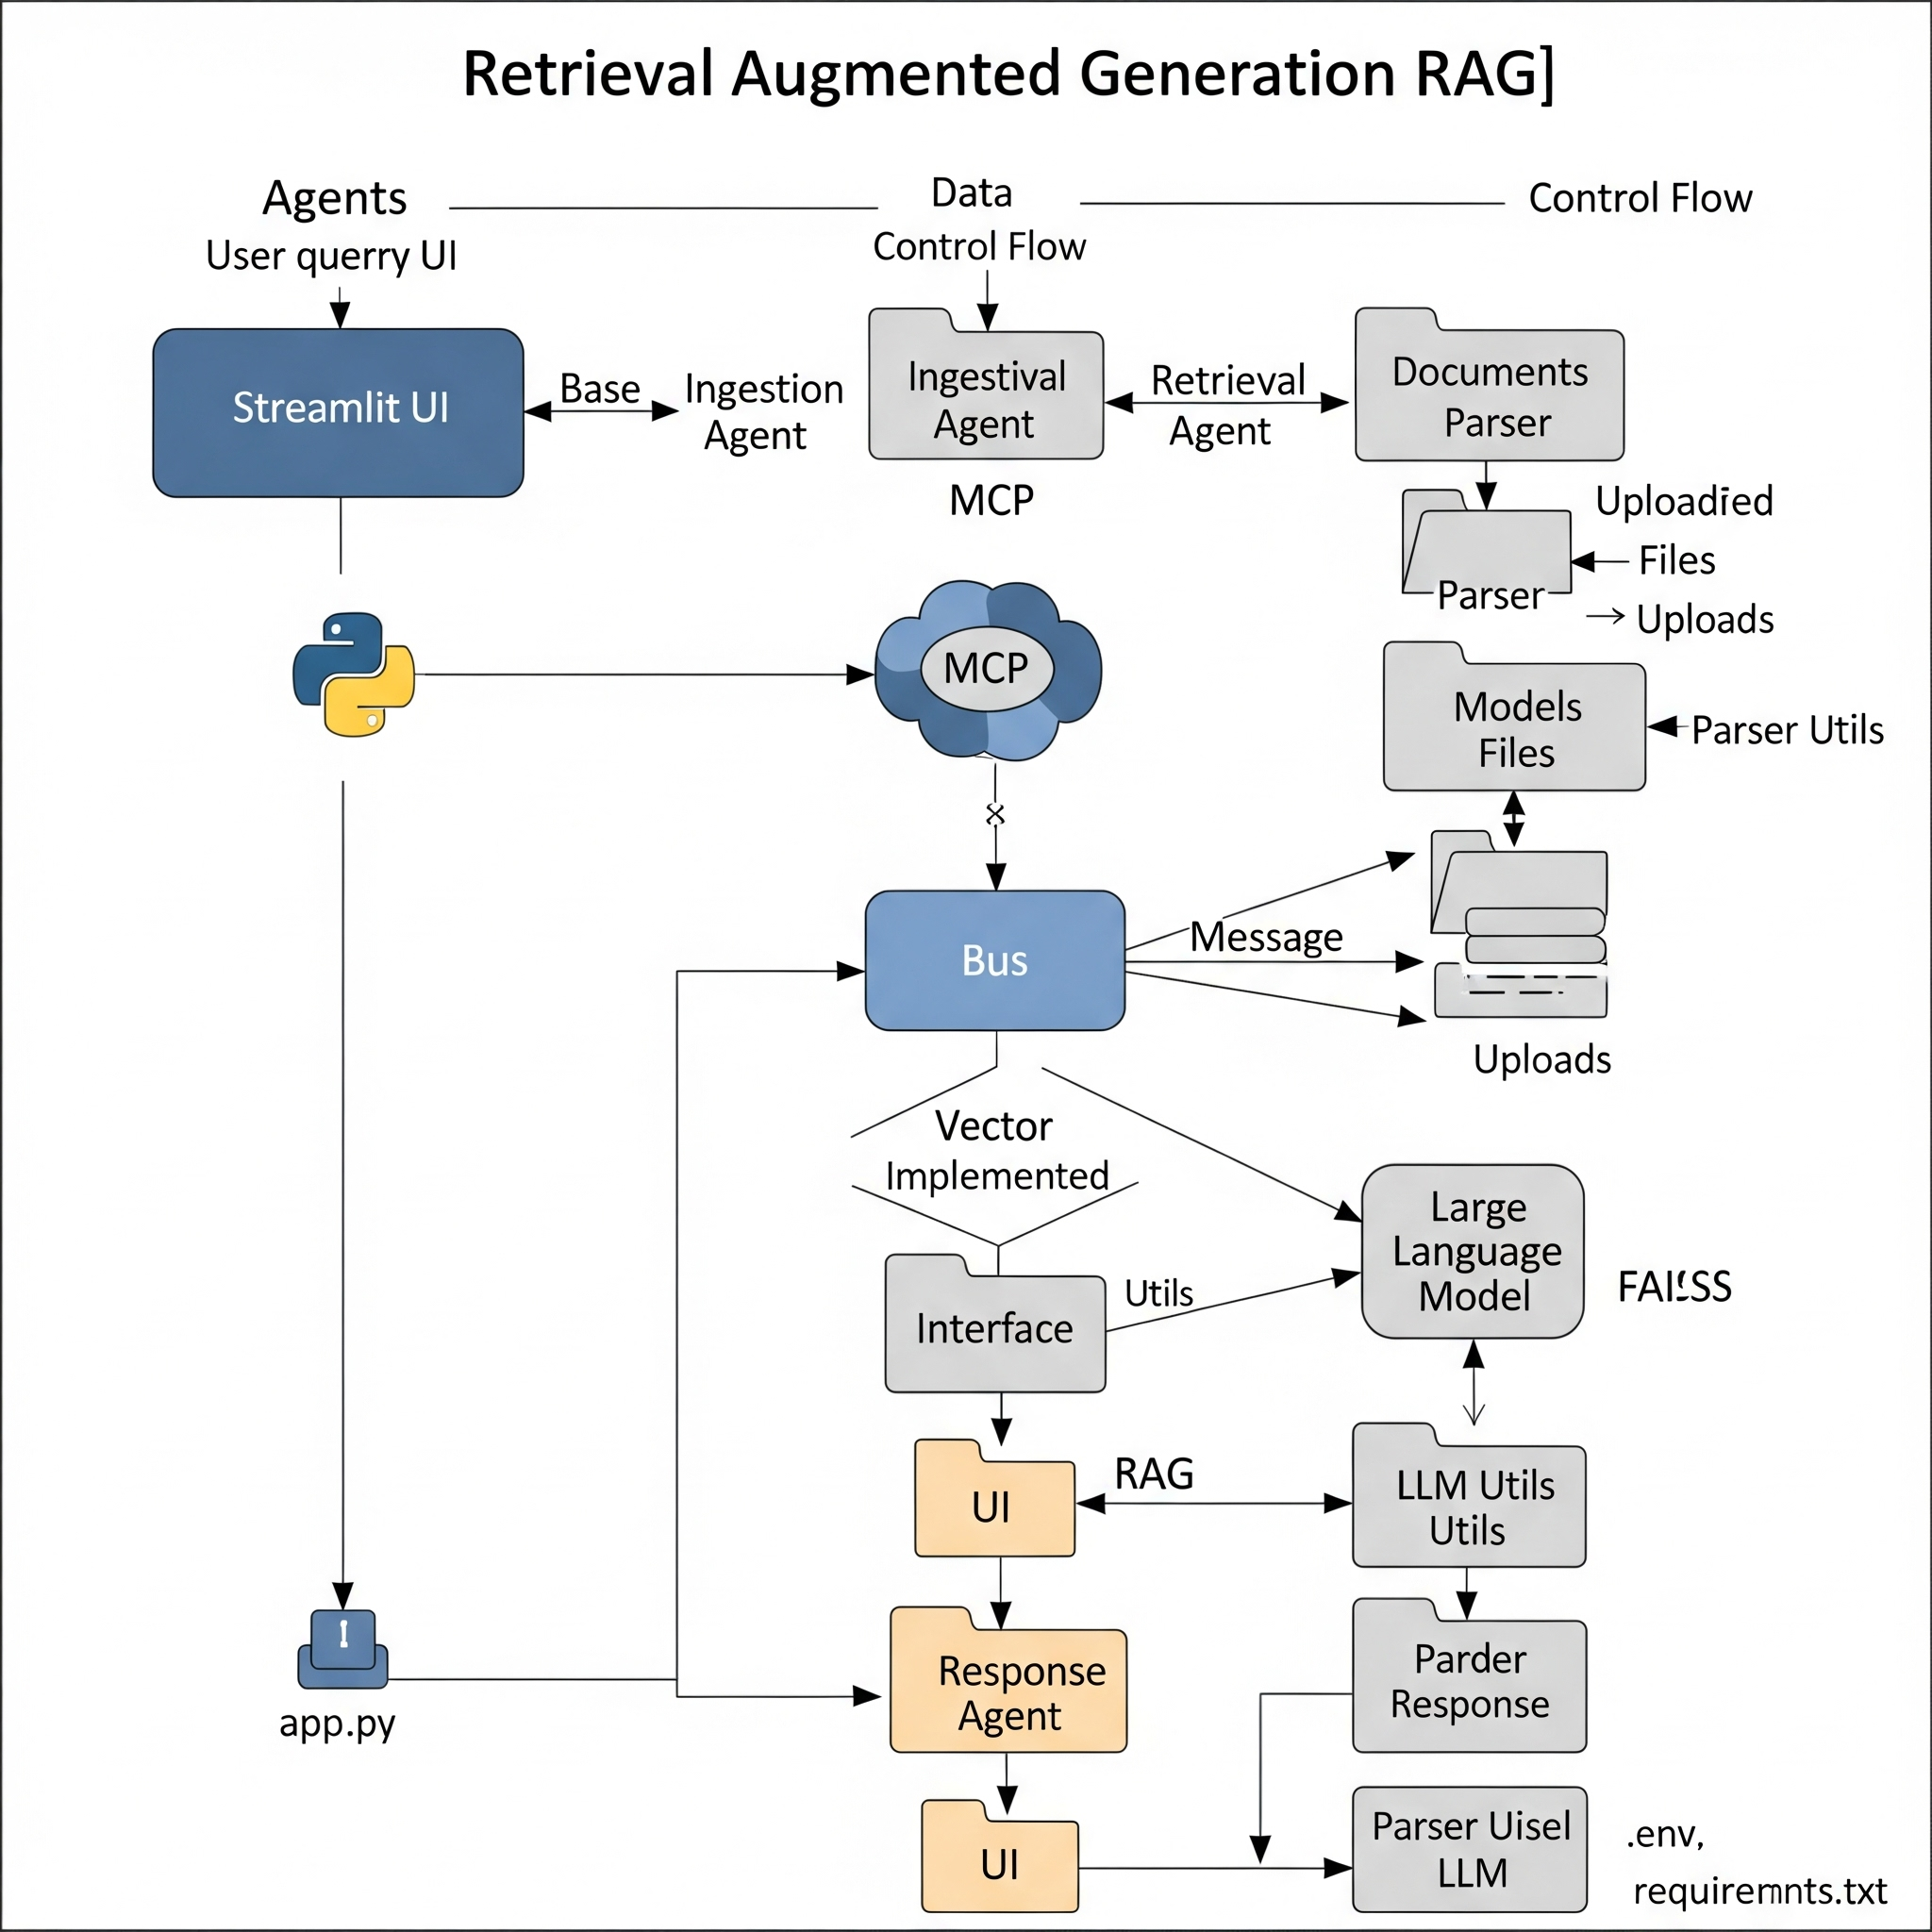 Retrieval Augmented Generation RAG]
Agents
Data
Control Flow
User querry UI
Control Flow
Streamlit UI
Base
Ingestion
Agent
Ingestival
Agent
Retrieval
Agent
Documents
Parser
MCP
Uploadied
Files
Parser
→ Uploads
MCP
Models
Files
Parser Utils
Bus
Message
Uploads
Vector
Implemented
Large
Language
Model
Interface
Utils
UI
RAG
LLM Utils
Utils
Response
Agent
Parder
Response
app.py
UI
Parser Uisel
LLM
.env,
requiremnts.txt